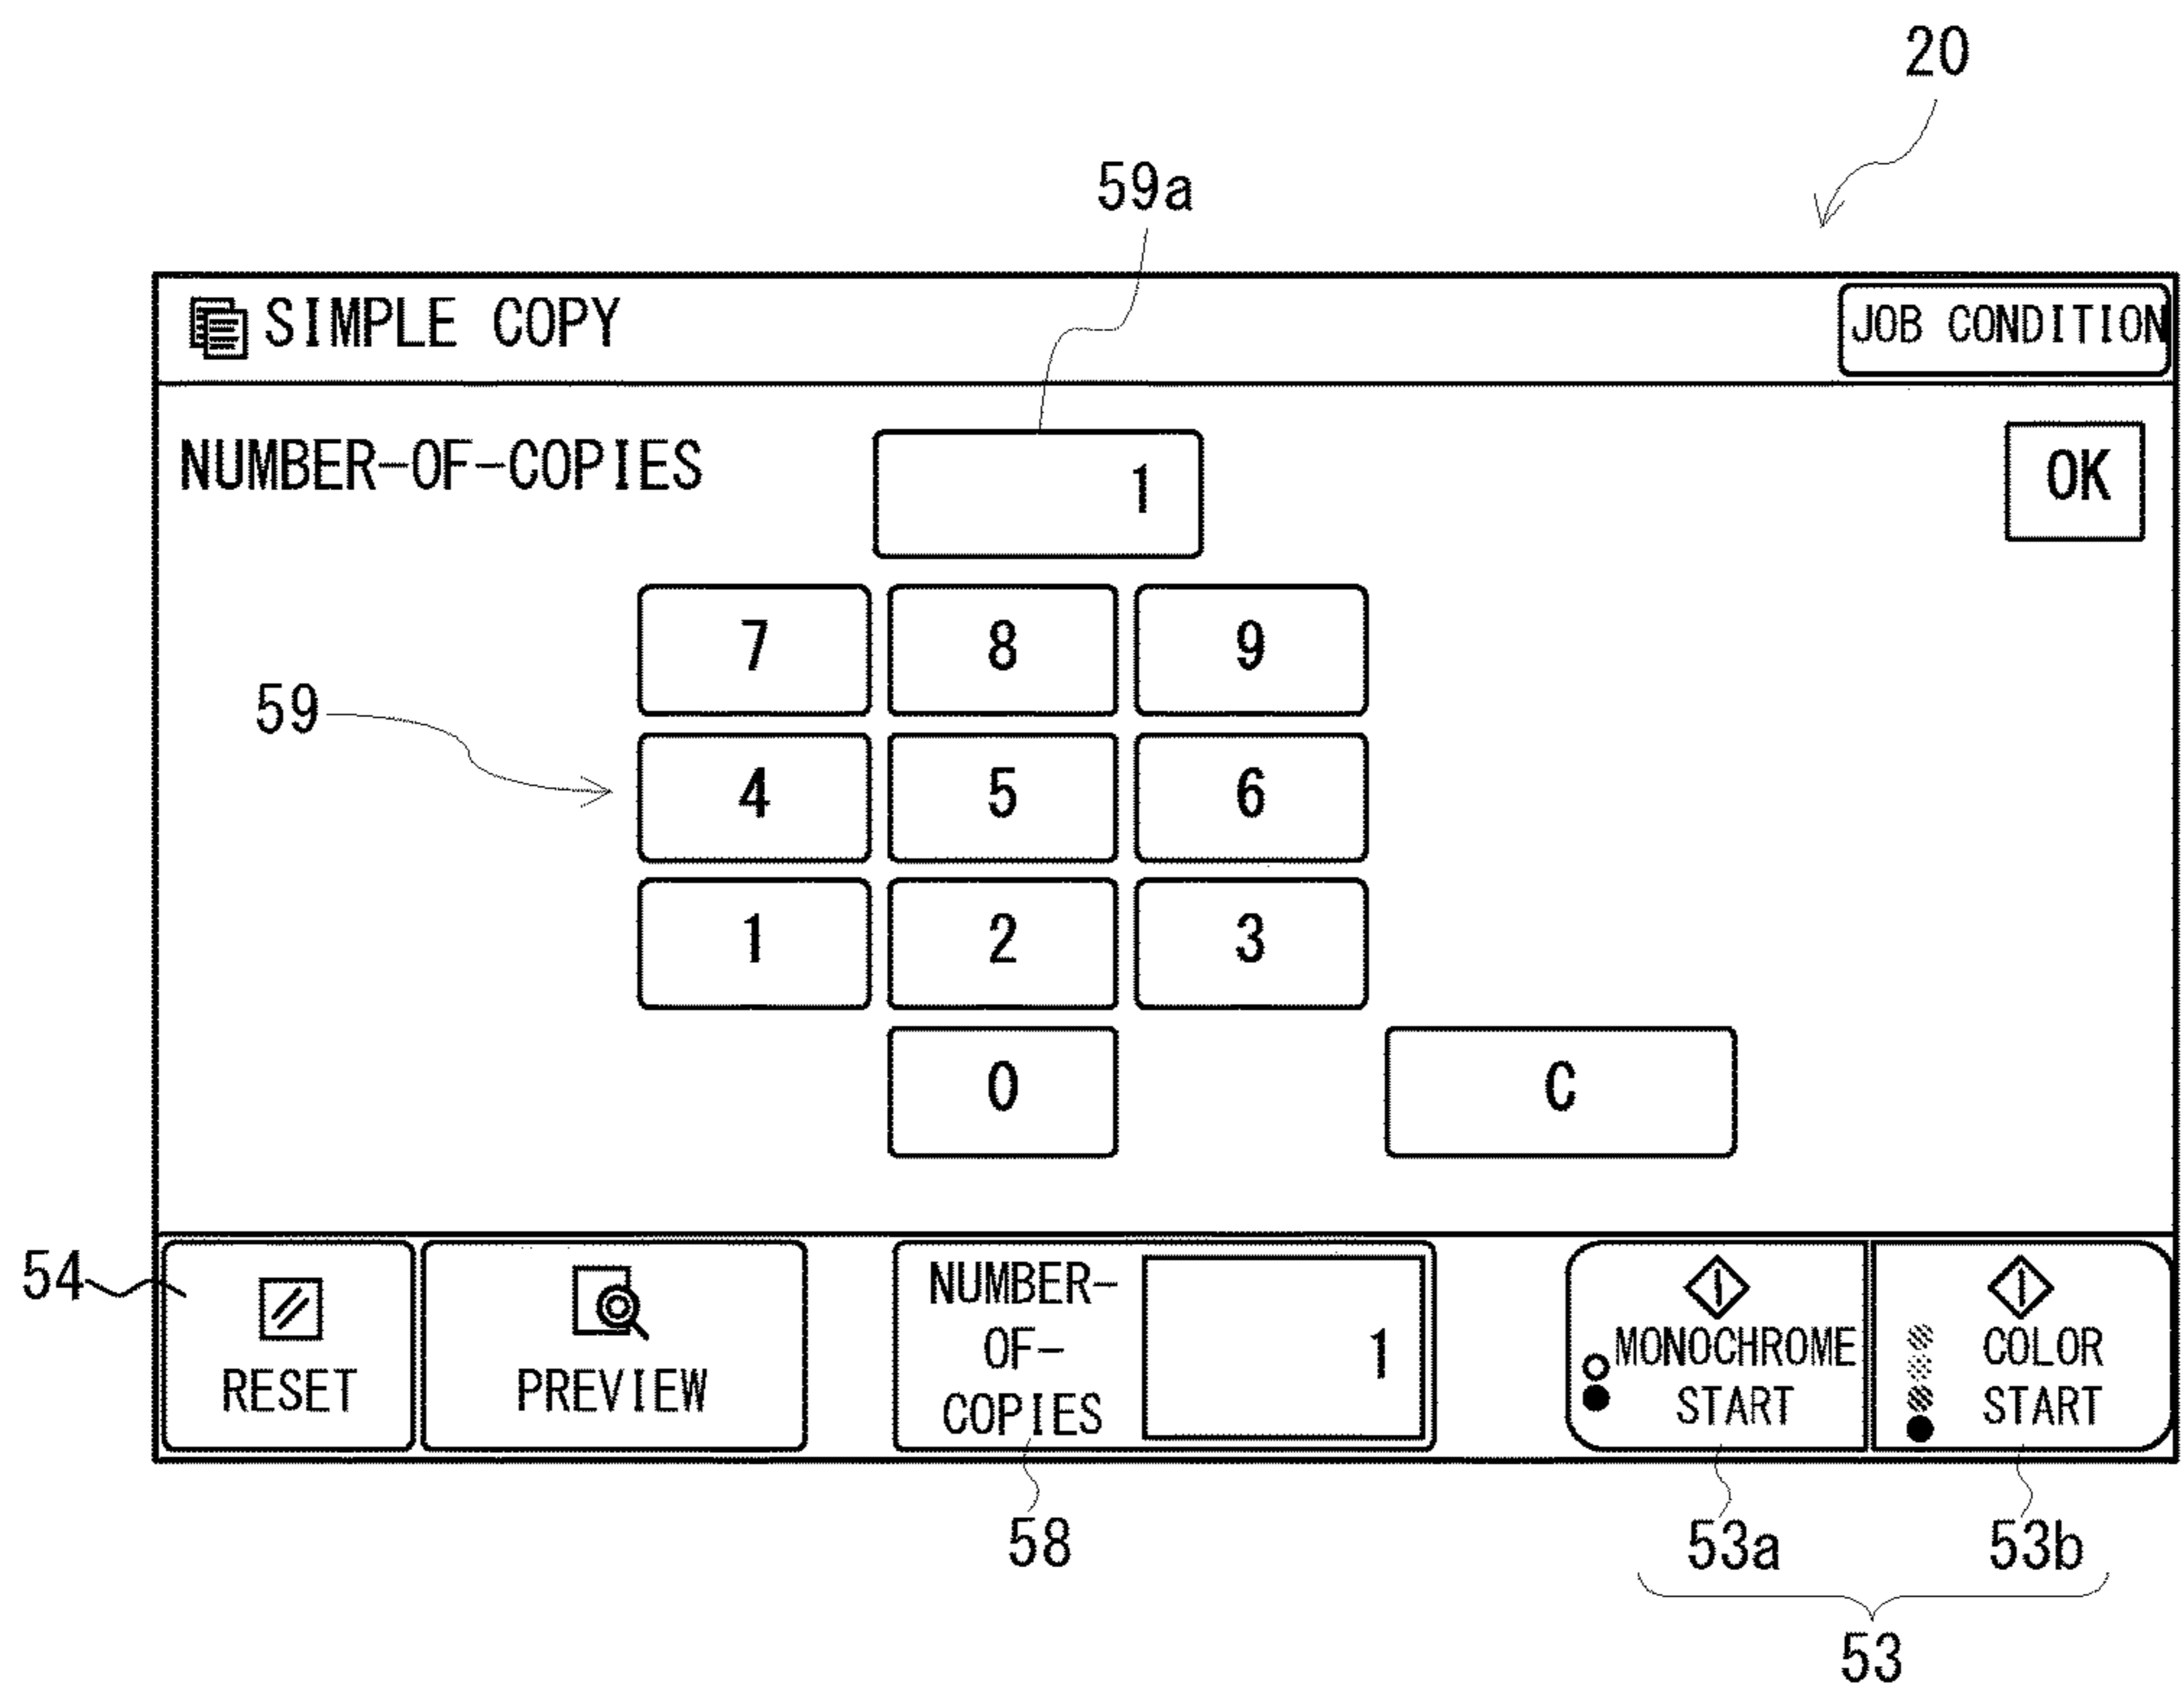 20
59a
SIMPLE COPY
JOB CONDITION
NUMBER-OF-COPIES
1
OK
7 8 9
59
4 5 6
1 2 3
0 C
54
RESET
PREVIEW
NUMBER-
OF-
COPIES
1
MONOCHROME
START
COLOR
START
58
53a
53b
53